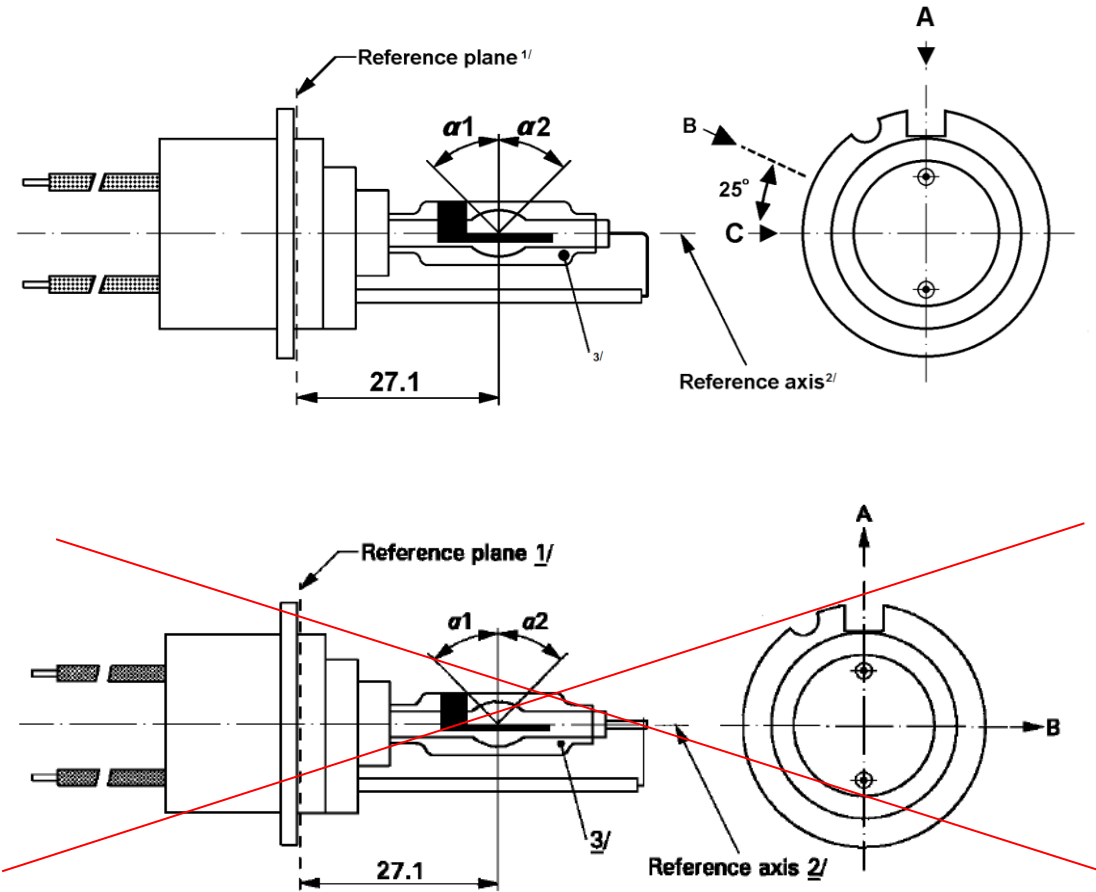 A
Reference plane 1/
α1 α2
B
25°
C
3/
27.1
Reference axis 2/
A
Reference plane 1/
α1 α2
B
3/
Reference axis 2/
27.1